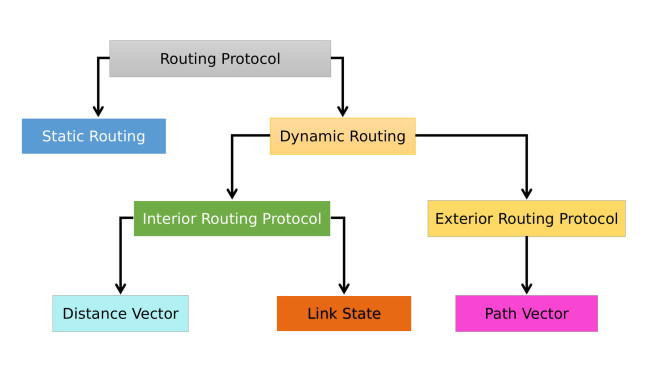 Routing Protocol
Static Routing
Dynamic Routing
Interior Routing Protocol
Exterior Routing Protocol
Distance Vector
Link State
Path Vector